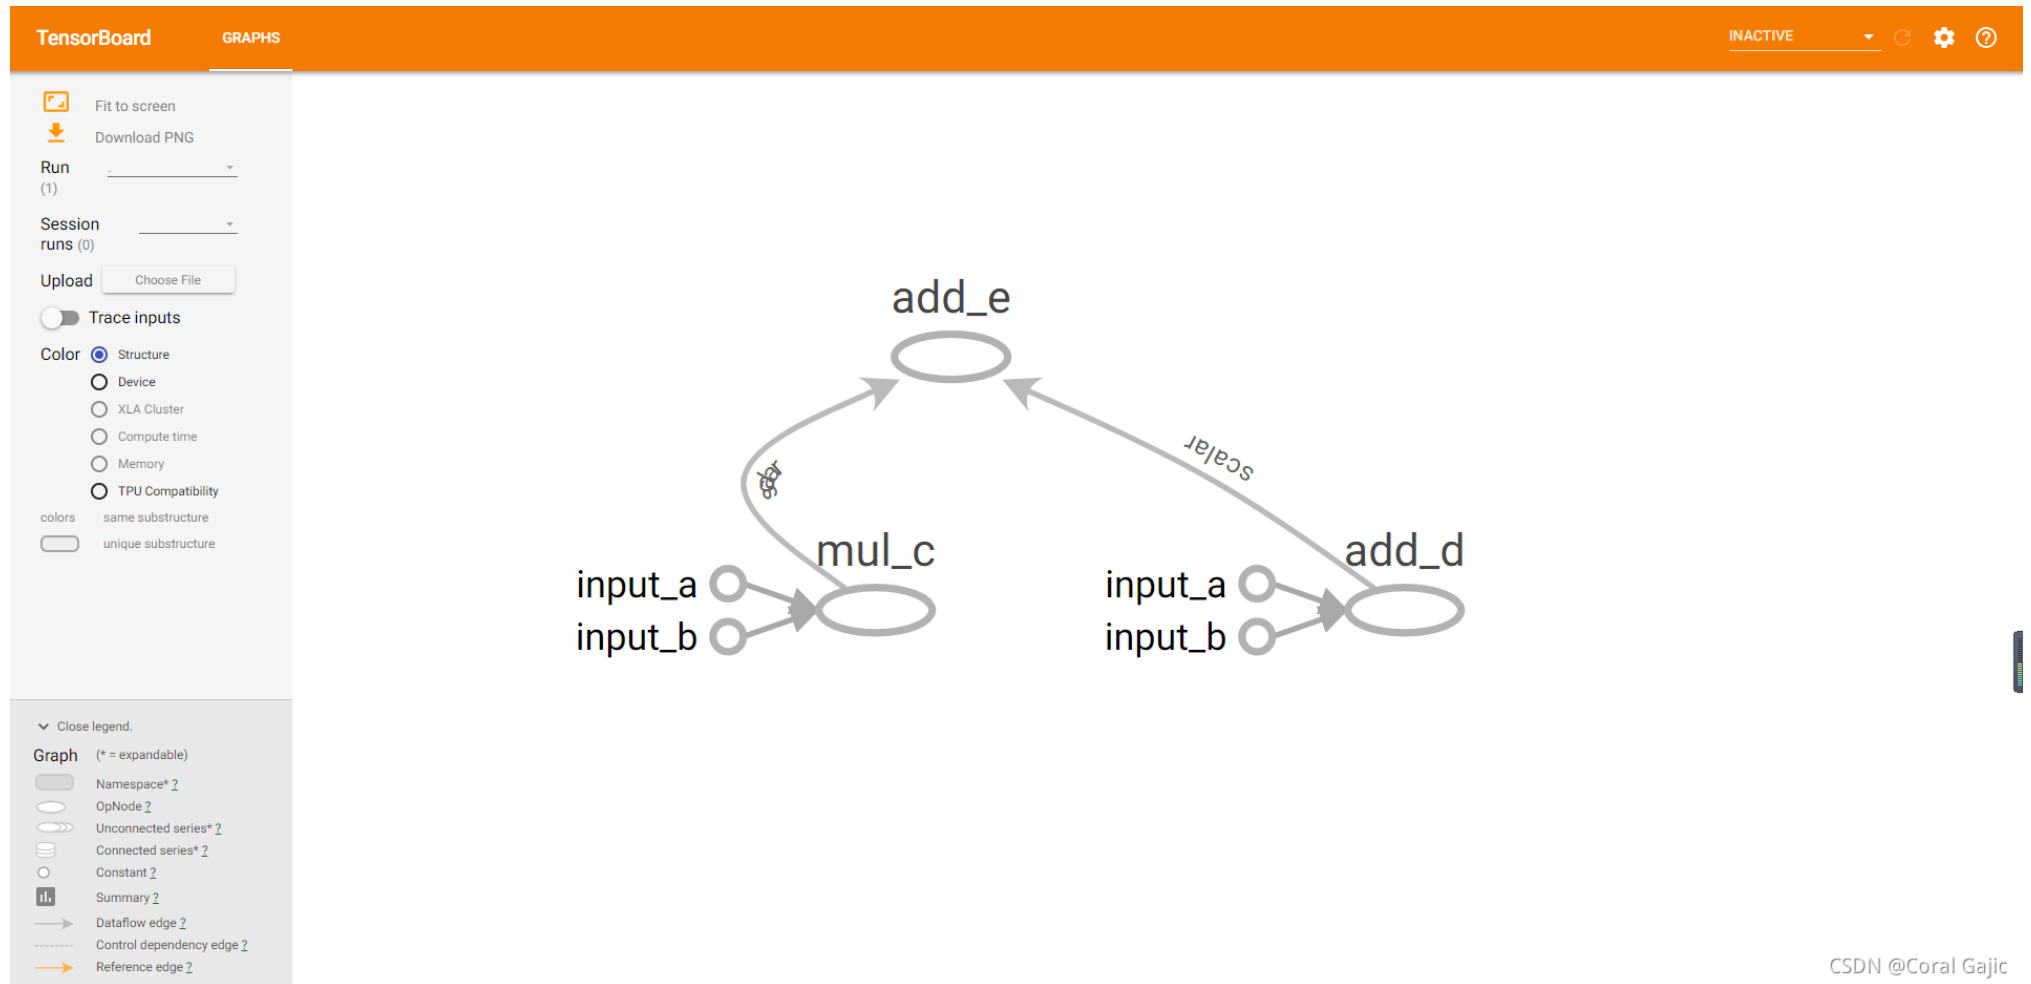 TensorBoard
GRAPHS
INACTIVE
Fit to screen
Download PNG
Run
(1)
.
Session
runs (0)
Upload
Choose File
Trace inputs
Color
Structure
Device
XLA Cluster
Compute time
Memory
TPU Compatibility
colors
same substructure
unique substructure
Close legend.
Graph
(* = expandable)
Namespace* ?
OpNode ?
Unconnected series* ?
Connected series* ?
Constant ?
Summary ?
Dataflow edge ?
Control dependency edge ?
Reference edge ?
add_e
scalar
scalar
mul_c
input_a
input_b
add_d
input_a
input_b
CSDN @Coral Gajic